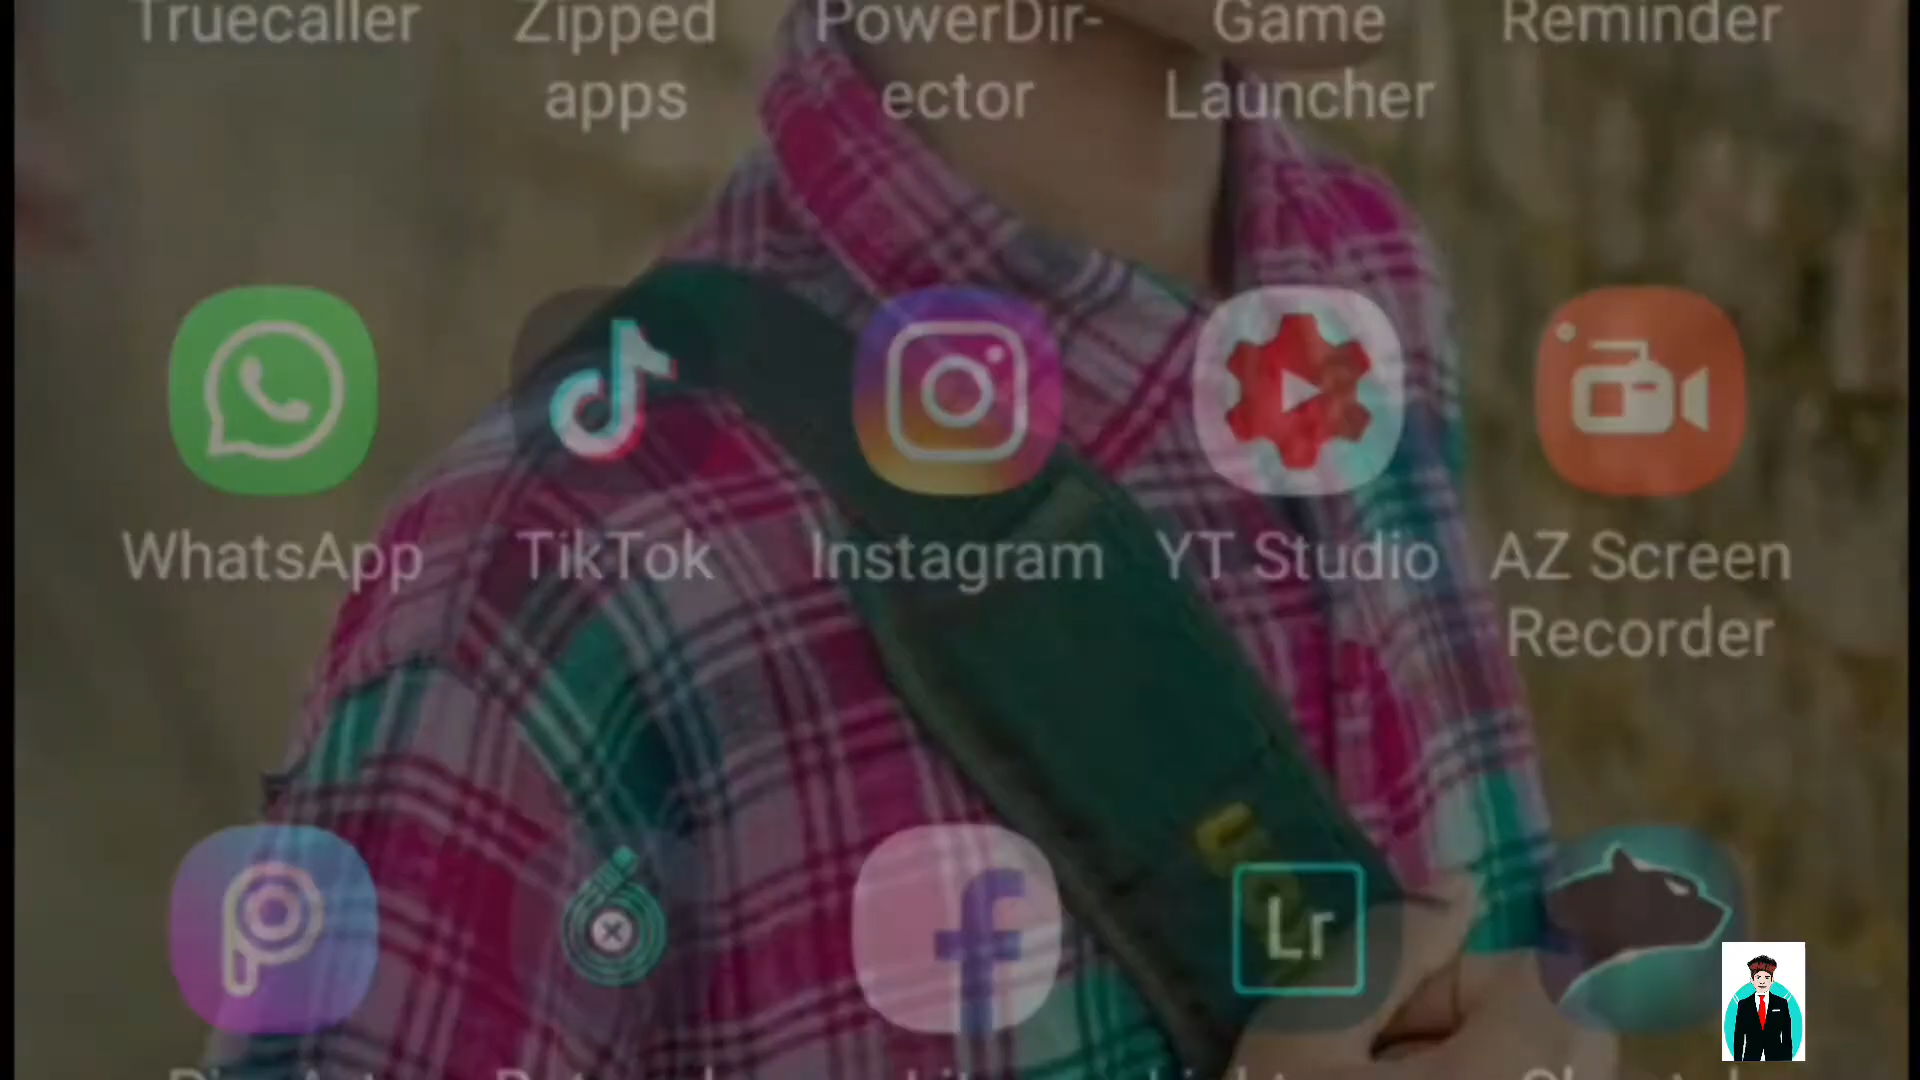 Truecaller Zipped PowerDir- Game Reminder
apps ector Launcher
WhatsApp TikTok Instagram YT Studio AZ Screen
Recorder
Lr